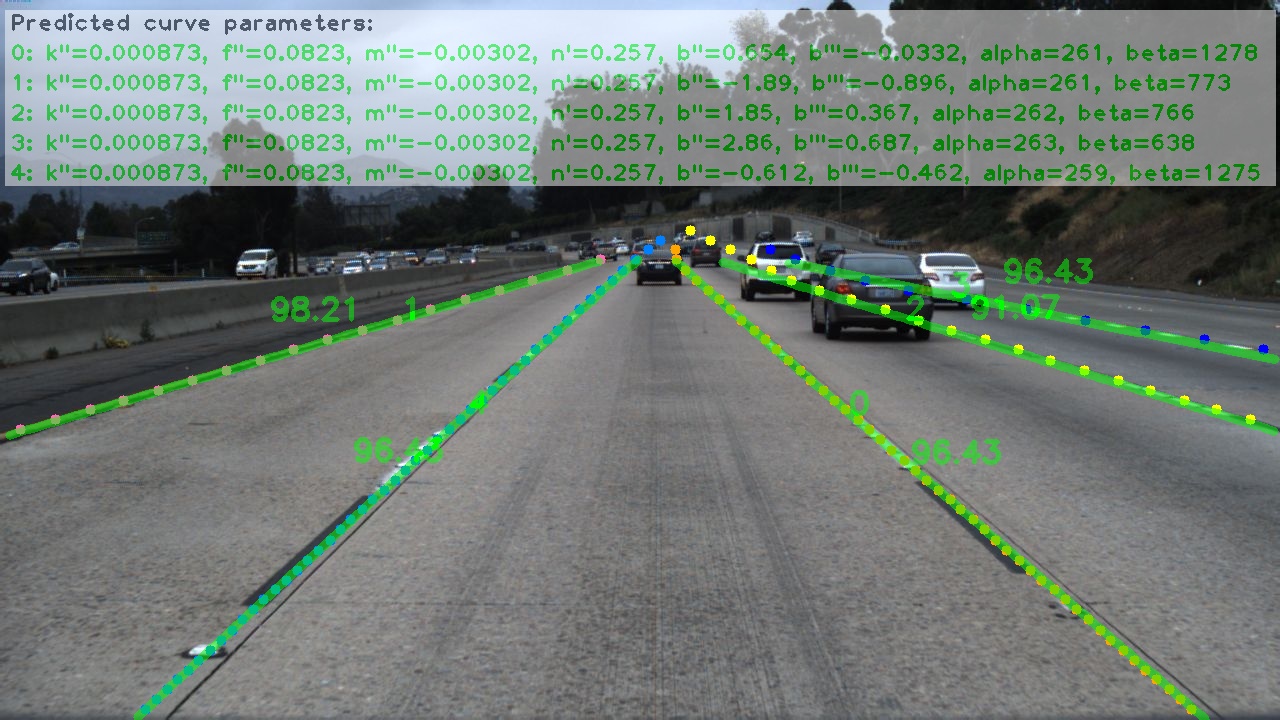 Predicted curve parameters:
0: k''=0.000873, f''=0.0823, m''=-0.00302, n'=0.257, b''=0.654, b'''=-0.0332, alpha=261, beta=1278
1: k''=0.000873, f''=0.0823, m''=-0.00302, n'=0.257, b''=-1.89, b'''=-0.896, alpha=261, beta=773
2: k''=0.000873, f''=0.0823, m''=-0.00302, n'=0.257, b''=1.85, b'''=0.367, alpha=262, beta=766
3: k''=0.000873, f''=0.0823, m''=-0.00302, n'=0.257, b''=2.86, b'''=0.687, alpha=263, beta=638
4: k''=0.000873, f''=0.0823, m''=-0.00302, n'=0.257, b''=-0.612, b'''=-0.462, alpha=259, beta=1275
3 96.43
98.21 1 2 91.07
0
96.43